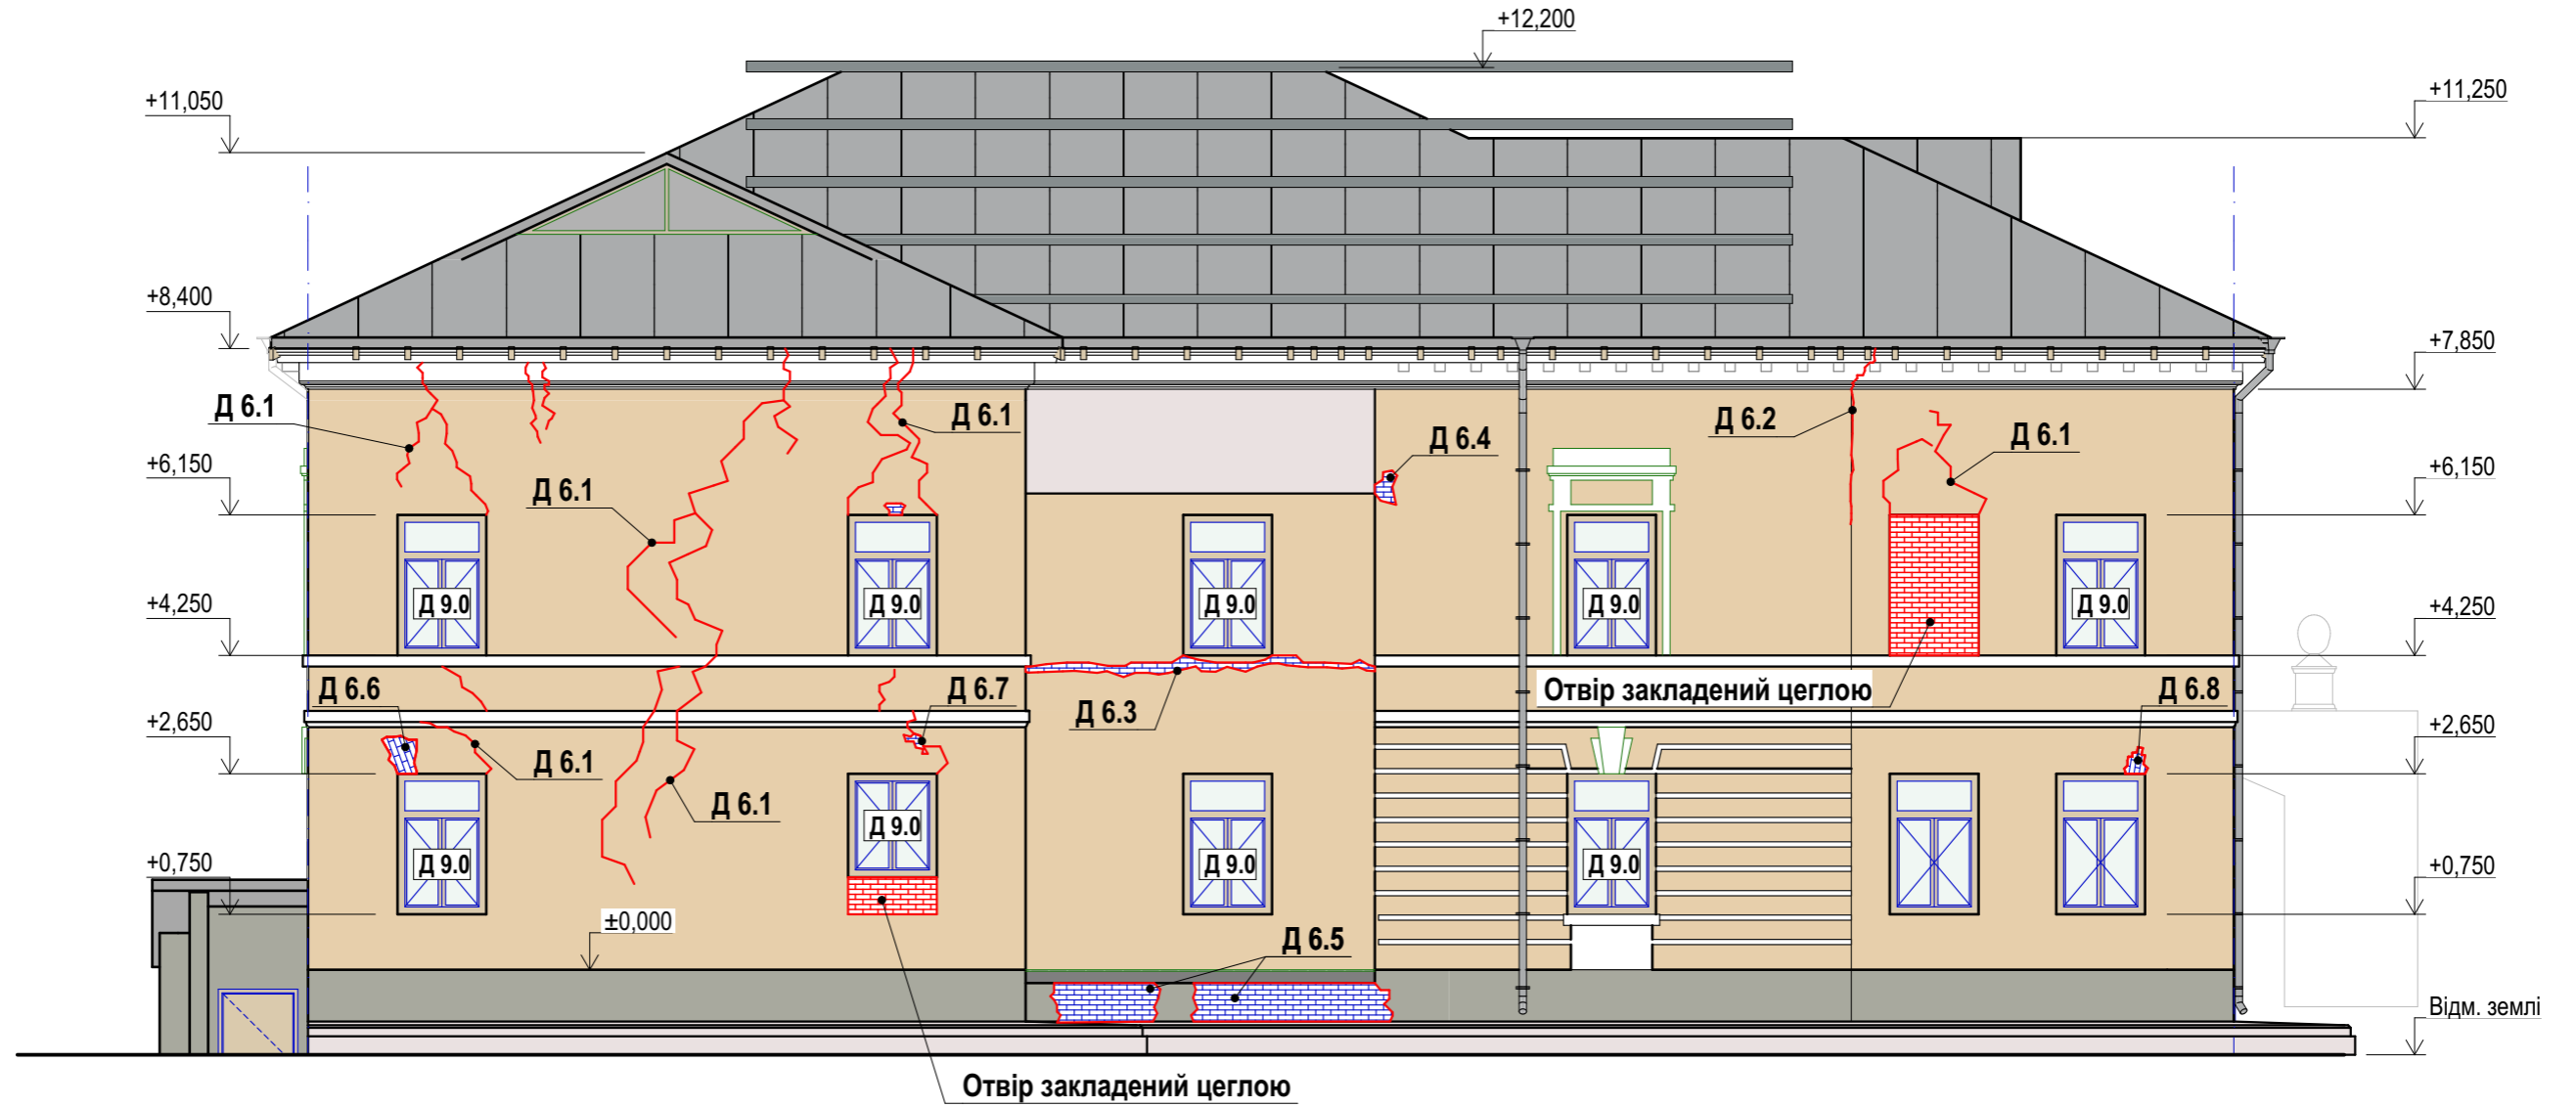 +12,200
+11,050
+11,250
+8,400
+7,850
Д 6.1
Д 6.1
Д 6.2
Д 6.4
Д 6.1
+6,150
Д 6.1
+6,150
Д 9.0
Д 9.0
Д 9.0
Д 9.0
Д 9.0
+4,250
+4,250
Д 6.6
Д 6.7
Д 6.3
Отвір закладений цеглою
Д 6.8
+2,650
+2,650
Д 6.1
Д 6.1
Д 9.0
Д 9.0
Д 9.0
Д 9.0
+0,750
+0,750
±0,000
Д 6.5
Відм. землі
Отвір закладений цеглою